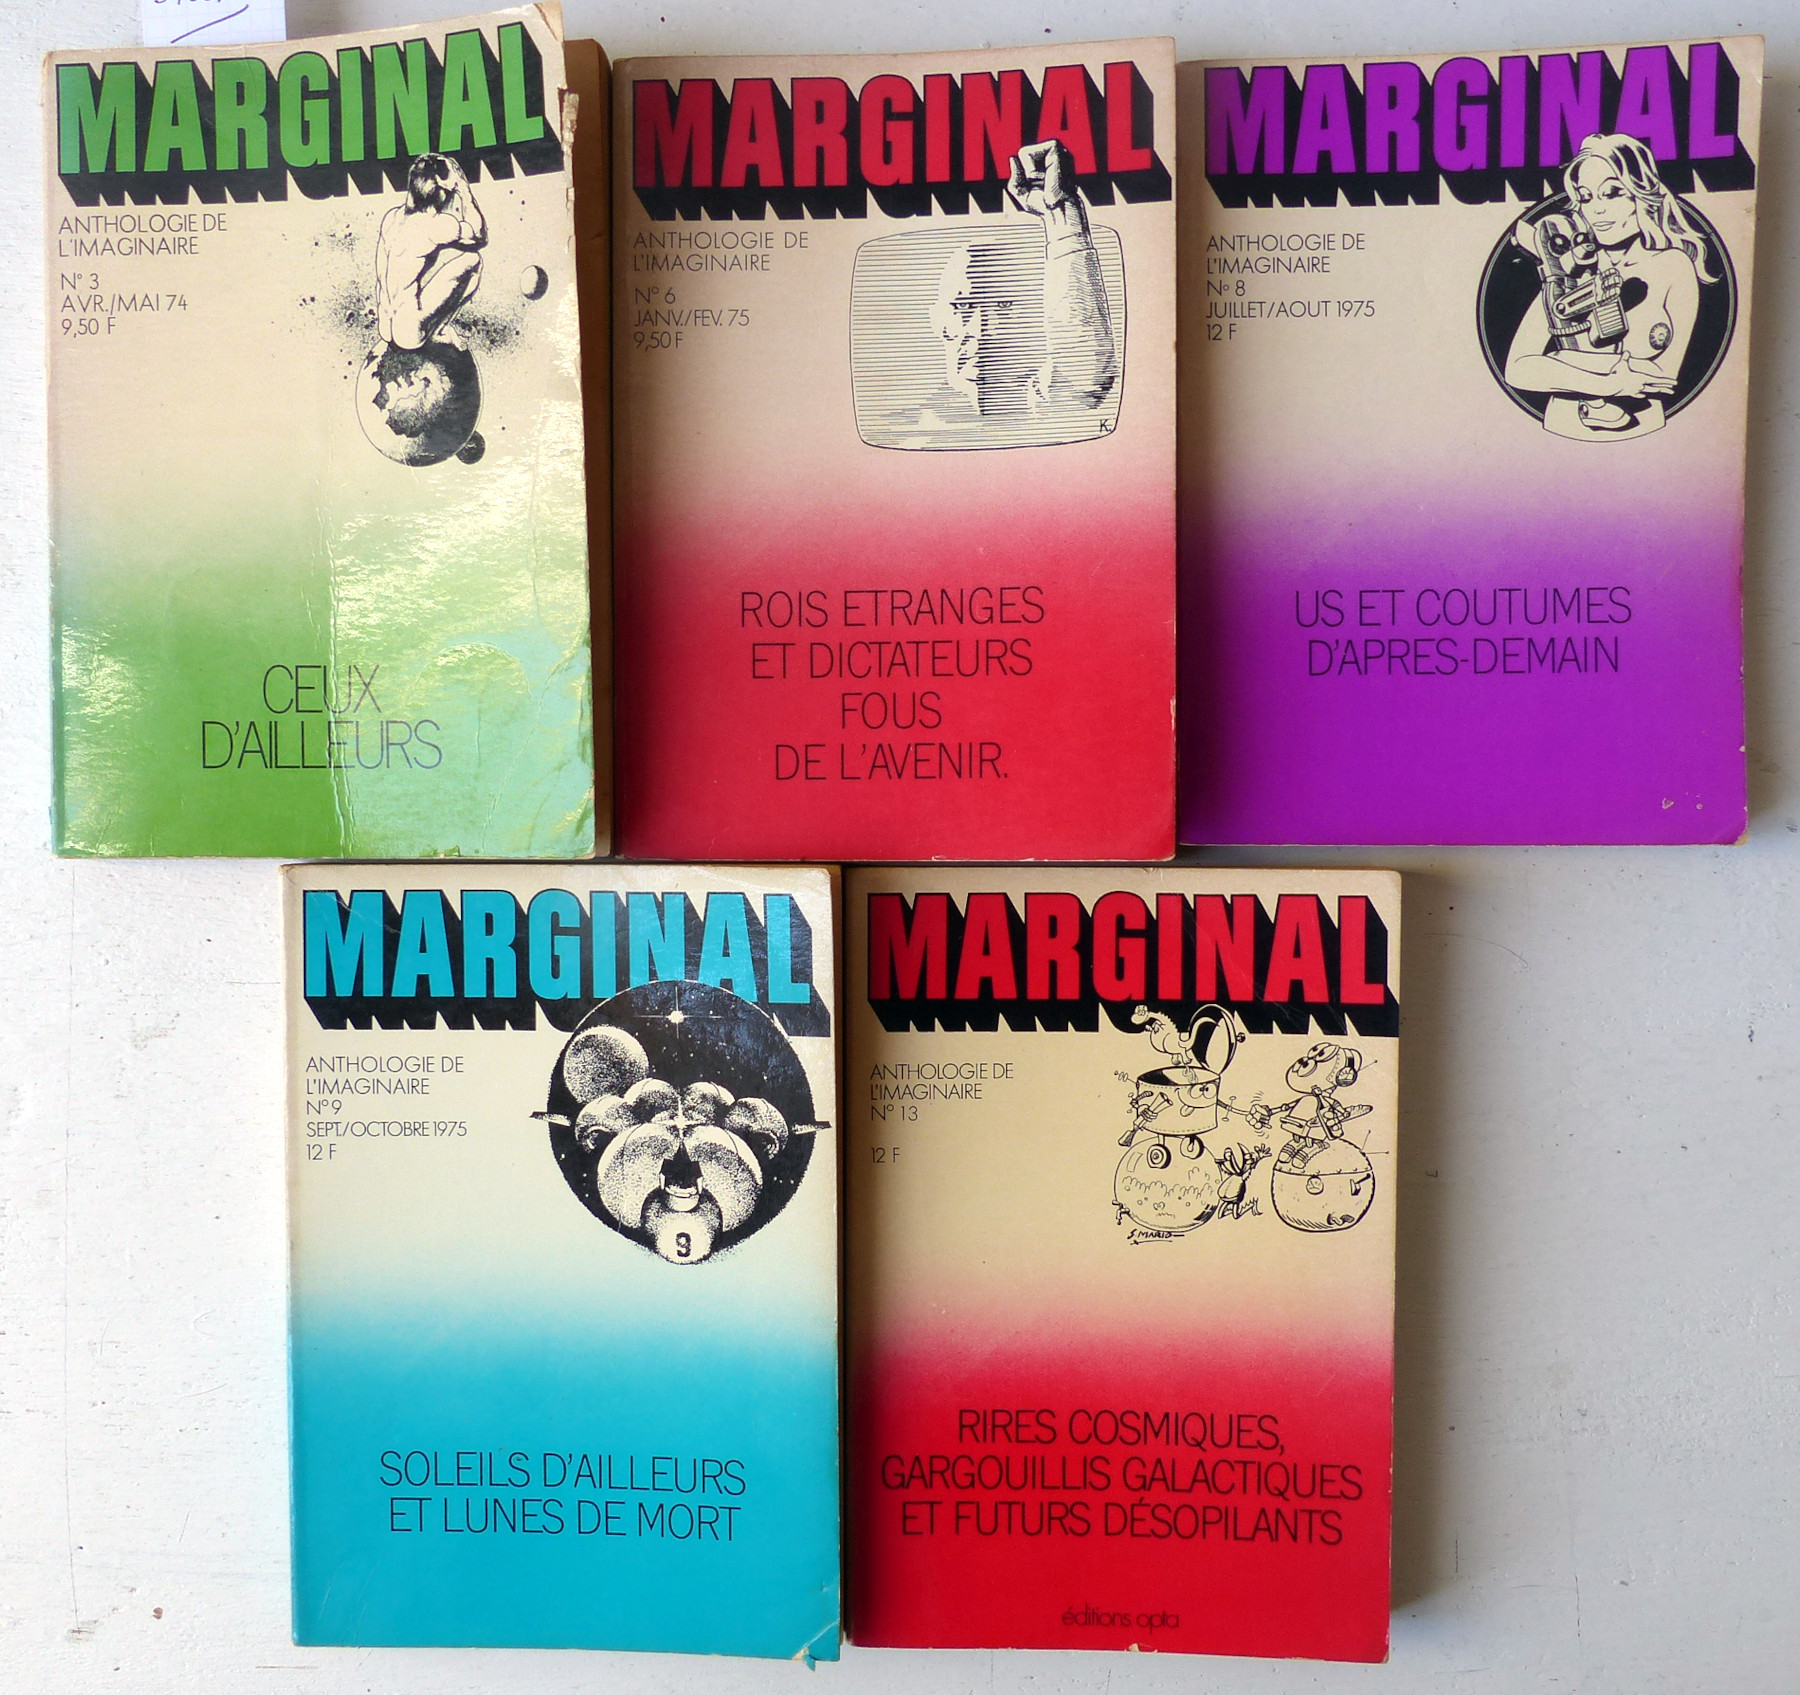 MARGINAL
ANTHOLOGIE DE
L'IMAGINAIRE
N° 3
AVR./MAI 74
9,50 F
CEUX
D'AILLEURS
MARGINAL
ANTHOLOGIE DE
L'IMAGINAIRE
N° 6
JANV./FEV. 75
9,50 F
K.
ROIS ETRANGES
ET DICTATEURS
FOUS
DE L'AVENIR.
MARGINAL
ANTHOLOGIE DE
L'IMAGINAIRE
N° 8
JUILLET/AOUT 1975
12 F
US ET COUTUMES
D'APRES-DEMAIN
MARGINAL
ANTHOLOGIE DE
L'IMAGINAIRE
N° 9
SEPT./OCTOBRE 1975
12 F
9
SOLEILS D'AILLEURS
ET LUNES DE MORT
MARGINAL
ANTHOLOGIE DE
L'IMAGINAIRE
N° 13
12 F
S. MARIO
RIRES COSMIQUES,
GARGOUILLIS GALACTIQUES
ET FUTURS DÉSOPILANTS
éditions opta